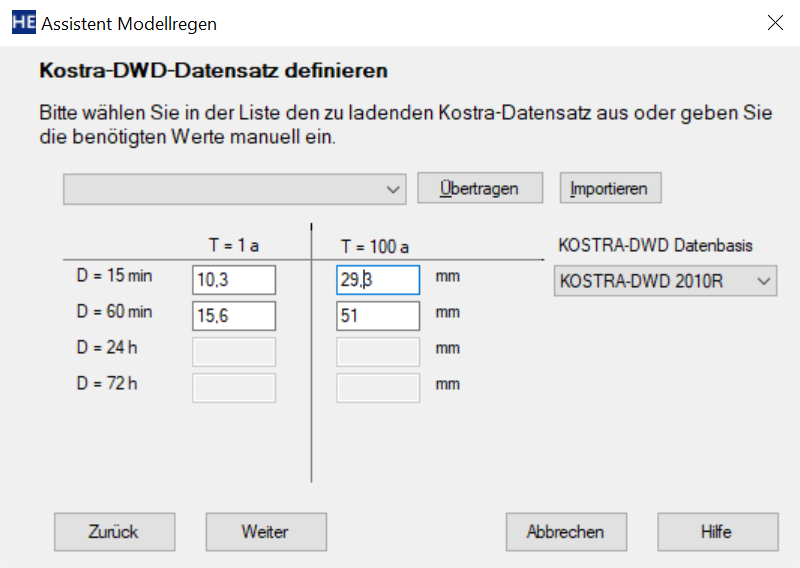 HE Assistent Modellregen
Kostra-DWD-Datensatz definieren
Bitte wählen Sie in der Liste den zu ladenden Kostra-Datensatz aus oder geben Sie
die benötigten Werte manuell ein.
Übertragen Importieren
T = 1 a T = 100 a KOSTRA-DWD Datenbasis
D = 15 min 10,3 29,3 mm KOSTRA-DWD 2010R
D = 60 min 15,6 51 mm
D = 24 h mm
D = 72 h mm
Zurück Weiter Abbrechen Hilfe